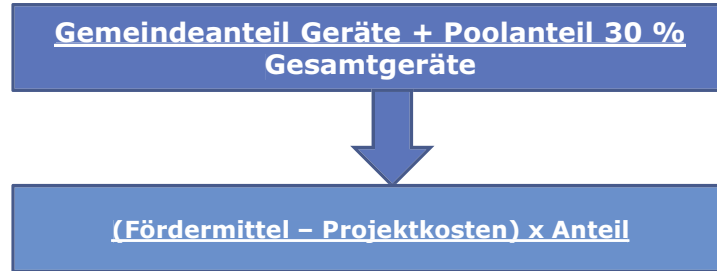 Gemeindeanteil Geräte + Poolanteil 30 %
Gesamtgeräte
(Fördermittel – Projektkosten) x Anteil